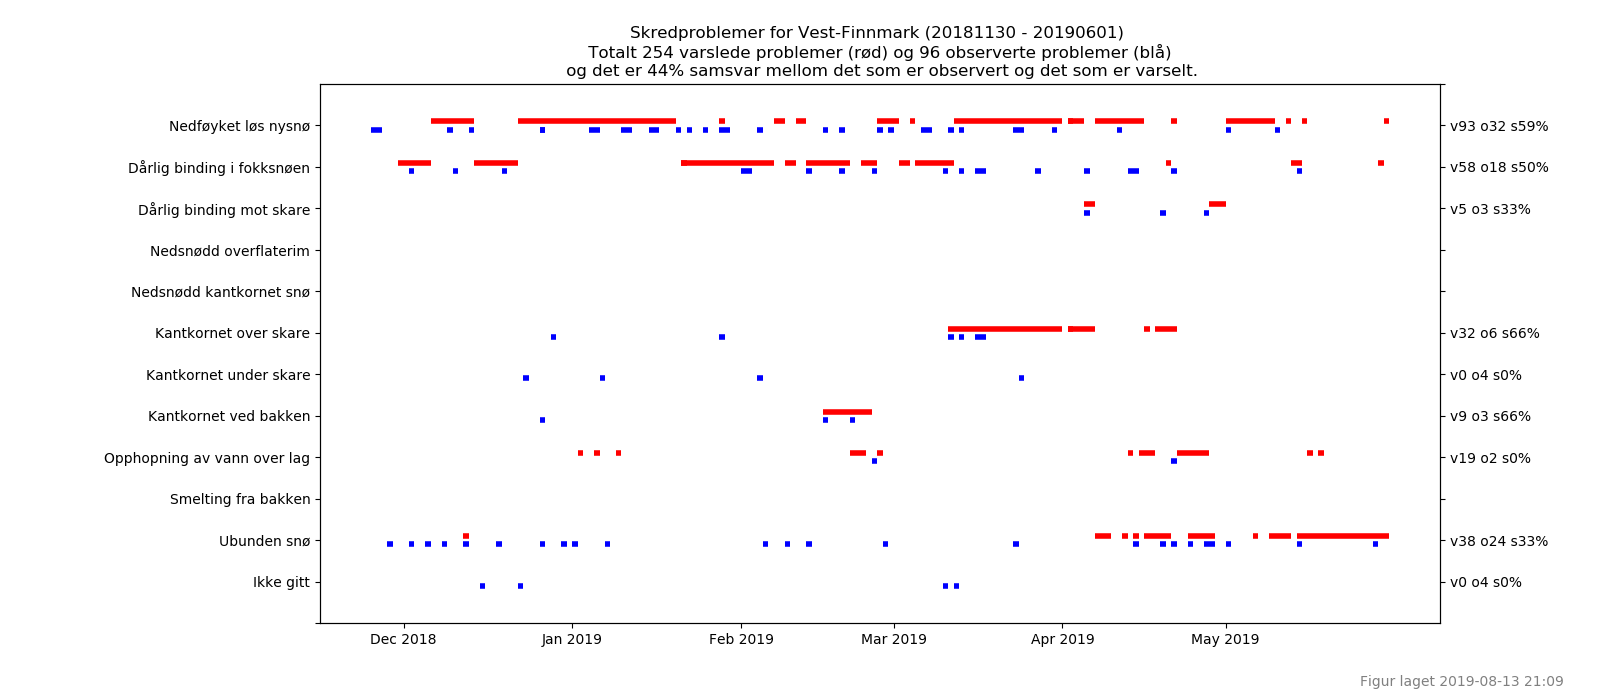 Skredproblemer for Vest-Finnmark (20181130 - 20190601)
Totalt 254 varslede problemer (rød) og 96 observerte problemer (blå)
og det er 44% samsvar mellom det som er observert og det som er varselt.
Nedføyket løs nysnø v93 o32 s59%
Dårlig binding i fokksnøen v58 o18 s50%
Dårlig binding mot skare v5 o3 s33%
Nedsnødd overflaterim
Nedsnødd kantkornet snø
Kantkornet over skare v32 o6 s66%
Kantkornet under skare v0 o4 s0%
Kantkornet ved bakken v9 o3 s66%
Opphopning av vann over lag v19 o2 s0%
Smelting fra bakken
Ubunden snø v38 o24 s33%
Ikke gitt v0 o4 s0%
Dec 2018 Jan 2019 Feb 2019 Mar 2019 Apr 2019 May 2019
Figur laget 2019-08-13 21:09